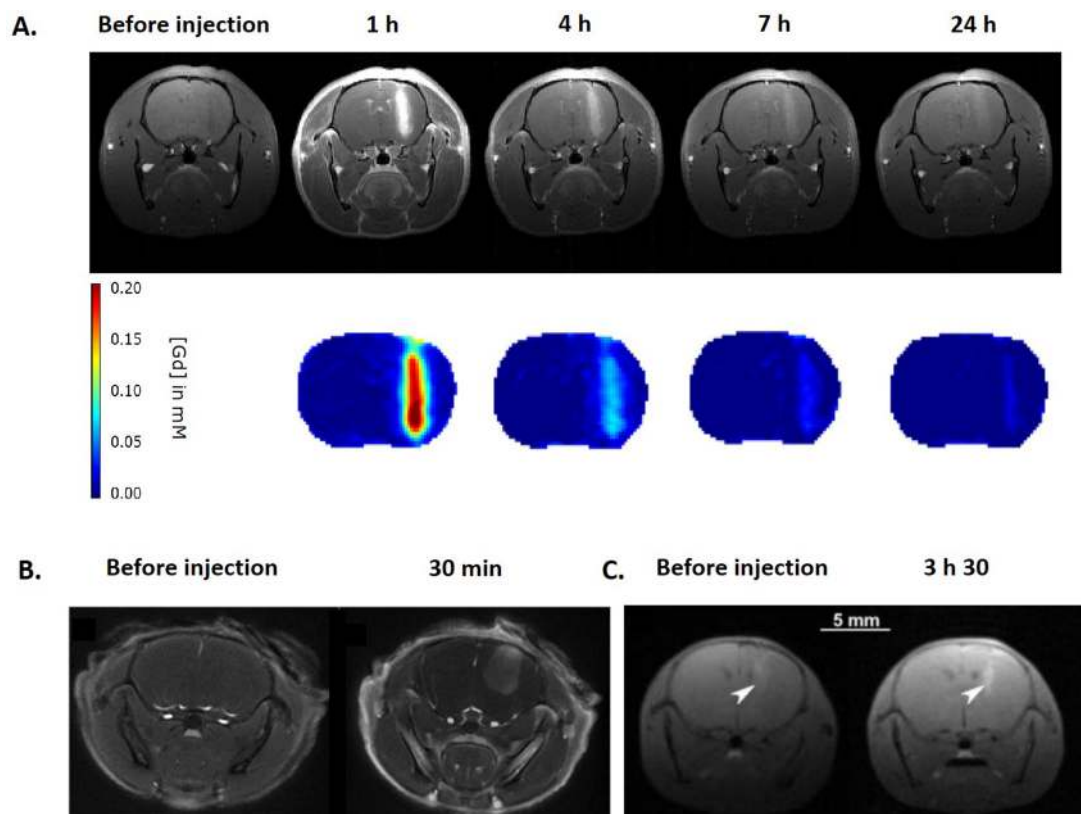 A.
Before injection
1 h
4 h
7 h
24 h
0.20
0.15
0.10
0.05
0.00
[Gd] in mM
B.
Before injection
30 min
C.
Before injection
3 h 30
5 mm